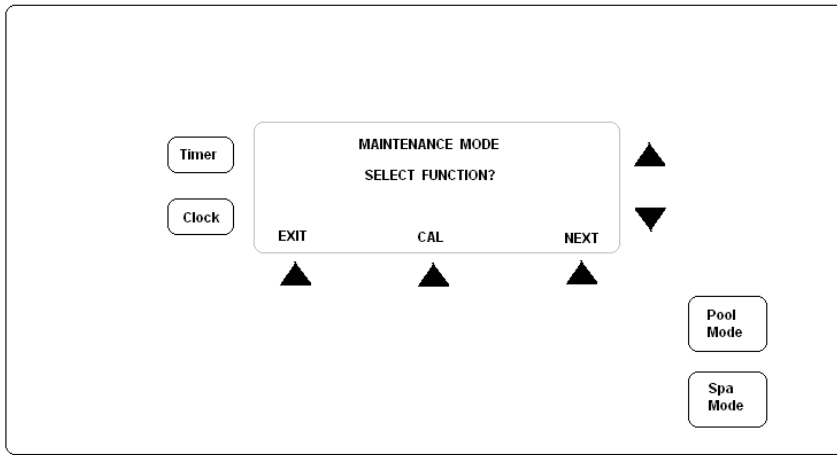 Timer
Clock
MAINTENANCE MODE
SELECT FUNCTION?
EXIT CAL NEXT
Pool
Mode
Spa
Mode